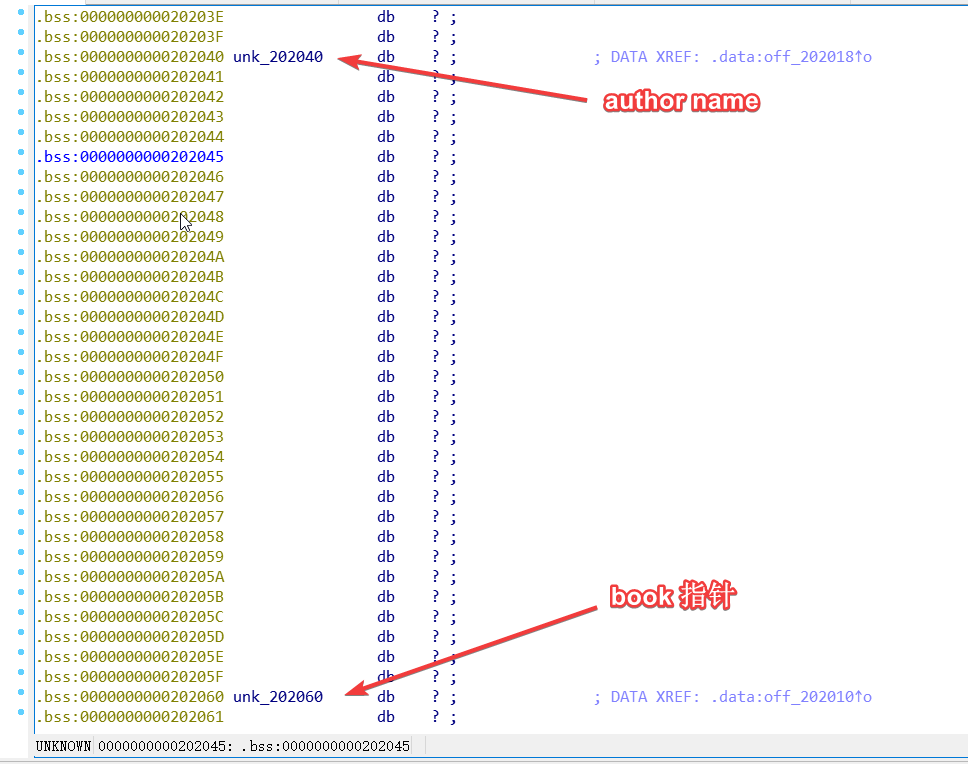 .bss:000000000020203E db ? ;
.bss:000000000020203F db ? ;
.bss:0000000000202040 unk_202040 db ? ; ; DATA XREF: .data:off_202018↑o
.bss:0000000000202041 db ? ;
author name
.bss:0000000000202042 db ? ;
.bss:0000000000202043 db ? ;
.bss:0000000000202044 db ? ;
.bss:0000000000202045 db ? ;
.bss:0000000000202046 db ? ;
.bss:0000000000202047 db ? ;
.bss:0000000000202048 db ? ;
.bss:0000000000202049 db ? ;
.bss:000000000020204A db ? ;
.bss:000000000020204B db ? ;
.bss:000000000020204C db ? ;
.bss:000000000020204D db ? ;
.bss:000000000020204E db ? ;
.bss:000000000020204F db ? ;
.bss:0000000000202050 db ? ;
.bss:0000000000202051 db ? ;
.bss:0000000000202052 db ? ;
.bss:0000000000202053 db ? ;
.bss:0000000000202054 db ? ;
.bss:0000000000202055 db ? ;
.bss:0000000000202056 db ? ;
.bss:0000000000202057 db ? ;
.bss:0000000000202058 db ? ;
.bss:0000000000202059 db ? ;
.bss:000000000020205A db ? ;
.bss:000000000020205B db ? ;
book 指针
.bss:000000000020205C db ? ;
.bss:000000000020205D db ? ;
.bss:000000000020205E db ? ;
.bss:000000000020205F db ? ;
.bss:0000000000202060 unk_202060 db ? ; ; DATA XREF: .data:off_202010↑o
.bss:0000000000202061 db ? ;
UNKNOWN 0000000000202045: .bss:0000000000202045